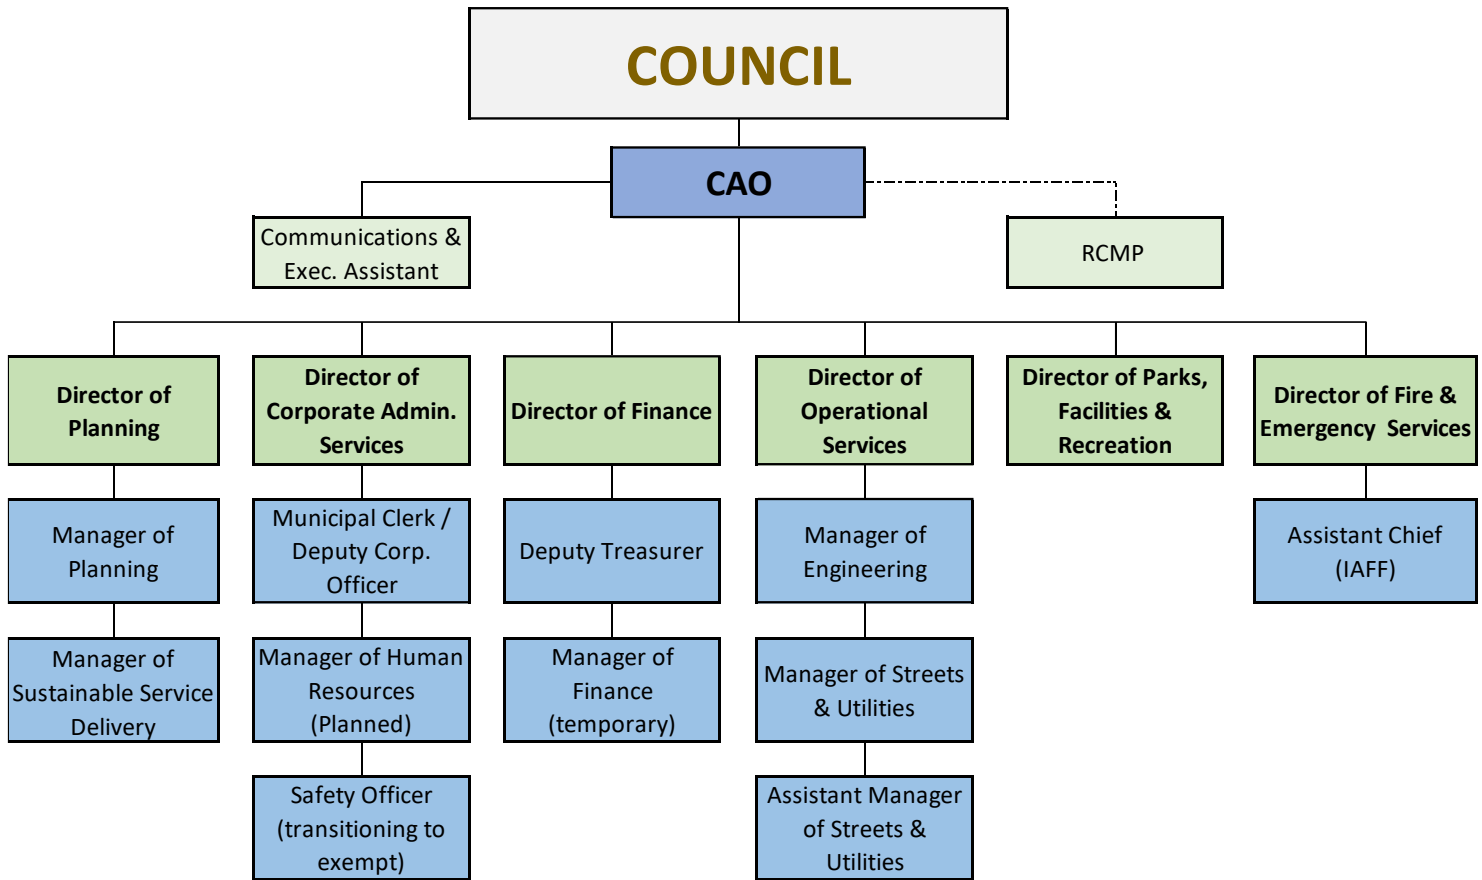 COUNCIL
CAO
Communications &
Exec. Assistant
RCMP
Director of
Planning
Director of
Corporate Admin.
Services
Director of Finance
Director of
Operational
Services
Director of Parks,
Facilities &
Recreation
Director of Fire &
Emergency  Services
Manager of
Planning
Municipal Clerk /
Deputy Corp.
Officer
Deputy Treasurer
Manager of
Engineering
Assistant Chief
(IAFF)
Manager of
Sustainable Service
Delivery
Manager of Human
Resources
(Planned)
Manager of
Finance
(temporary)
Manager of Streets
& Utilities
Safety Officer
(transitioning to
exempt)
Assistant Manager
of Streets &
Utilities